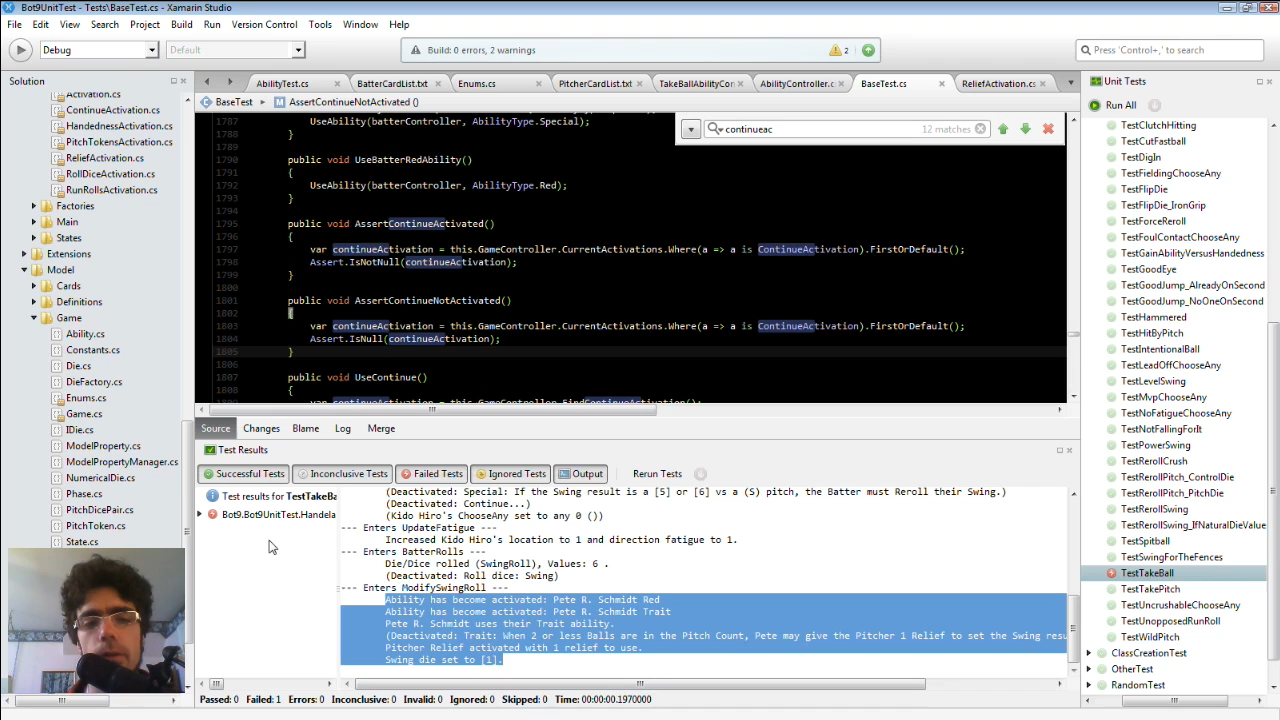 Bot9UnitTest - Tests\BaseTest.cs - Xamarin Studio
File Edit View Search Project Build Run Version Control Tools Window Help
Debug Default Build: 0 errors, 2 warnings 2 Press 'Control+,' to search
Solution
Activation.cs
ContinueActivation.cs
HandednessActivation.cs
PitchTokensActivation.cs
ReliefActivation.cs
RollDiceActivation.cs
RunRollsActivation.cs
Factories
Main
States
Extensions
Model
Cards
Definitions
Game
Ability.cs
Constants.cs
Die.cs
DieFactory.cs
Enums.cs
Game.cs
IDie.cs
ModelProperty.cs
ModelPropertyManager.cs
NumericalDie.cs
Phase.cs
PitchDicePair.cs
PitchToken.cs
State.cs
AbilityTest.cs BatterCardList.txt Enums.cs PitcherCardList.txt TakeBallAbilityCor AbilityController.c BaseTest.cs ReliefActivation.cs
BaseTest AssertContinueNotActivated ()
continueac 12 matches
1787 UseAbility(batterController, AbilityType.Special);
1788 }
1789
1790 public void UseBatterRedAbility()
1791 {
1792 UseAbility(batterController, AbilityType.Red);
1793 }
1794
1795 public void AssertContinueActivated()
1796 {
1797 var continueActivation = this.GameController.CurrentActivations.Where(a => a is ContinueActivation).FirstOrDefault();
1798 Assert.IsNotNull(continueActivation);
1799 }
1800
1801 public void AssertContinueNotActivated()
1802 {
1803 var continueActivation = this.GameController.CurrentActivations.Where(a => a is ContinueActivation).FirstOrDefault();
1804 Assert.IsNull(continueActivation);
1805 }
1806
1807 public void UseContinue()
1808 {
var continueActivation = this.GameController.FindContinueActivation();
Source Changes Blame Log Merge
Test Results
Successful Tests Inconclusive Tests Failed Tests Ignored Tests Output Rerun Tests
Test results for TestTakeBa
Bot9.Bot9UnitTest.Handela
(Deactivated: Special: If the Swing result is a [5] or [6] vs a (S) pitch, the Batter must Reroll their Swing.)
(Deactivated: Continue...)
(Kido Hiro's ChooseAny set to any 0 ())
--- Enters UpdateFatigue ---
Increased Kido Hiro's location to 1 and direction fatigue to 1.
--- Enters BatterRolls ---
Die/Dice rolled (SwingRoll), Values: 6 .
(Deactivated: Roll dice: Swing)
--- Enters ModifySwingRoll ---
Ability has become activated: Pete R. Schmidt Red
Ability has become activated: Pete R. Schmidt Trait
Pete R. Schmidt uses their Trait ability.
(Deactivated: Trait: When 2 or less Balls are in the Pitch Count, Pete may give the Pitcher 1 Relief to set the Swing resu
Pitcher Relief activated with 1 relief to use.
Swing die set to [1].
Passed: 0 Failed: 1 Errors: 0 Inconclusive: 0 Invalid: 0 Ignored: 0 Skipped: 0 Time: 00:00:00.1970000
Unit Tests
Run All
TestClutchHitting
TestCutFastball
TestDigIn
TestFieldingChooseAny
TestFlipDie
TestFlipDie_IronGrip
TestForceReroll
TestFoulContactChooseAny
TestGainAbilityVersusHandedness
TestGoodEye
TestGoodJump_AlreadyOnSecond
TestGoodJump_NoOneOnSecond
TestHammered
TestHitByPitch
TestIntentionalBall
TestLeadOffChooseAny
TestLevelSwing
TestMvpChooseAny
TestNoFatigueChooseAny
TestNotFallingForIt
TestPowerSwing
TestRerollCrush
TestRerollPitch_ControlDie
TestRerollPitch_PitchDie
TestRerollSwing
TestRerollSwing_IfNaturalDieValue
TestSpitball
TestSwingForTheFences
TestTakeBall
TestTakePitch
TestUncrushableChooseAny
TestUnopposedRunRoll
TestWildPitch
ClassCreationTest
OtherTest
RandomTest